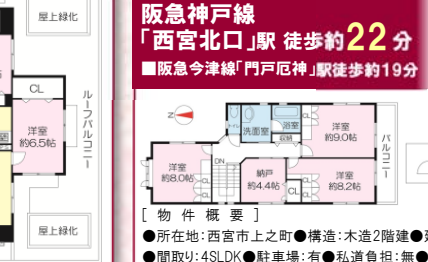 屋上緑化
CL
洋室
約6.5帖
ルーフバルコニー
屋上緑化
阪急神戸線
「西宮北口」駅 徒歩約22分
■阪急今津線「門戸厄神」駅徒歩約19分
N
トイレ
洗面室
浴室
収納
洋室
約9.0帖
バルコニー
洋室
約8.0帖
DN
納戸
約4.4帖
CL
洋室
約8.2帖
[物件概要]
●所在地:西宮市上之町●構造:木造2階建●
●間取り:4SLDK●駐車場:有●私道負担:無●